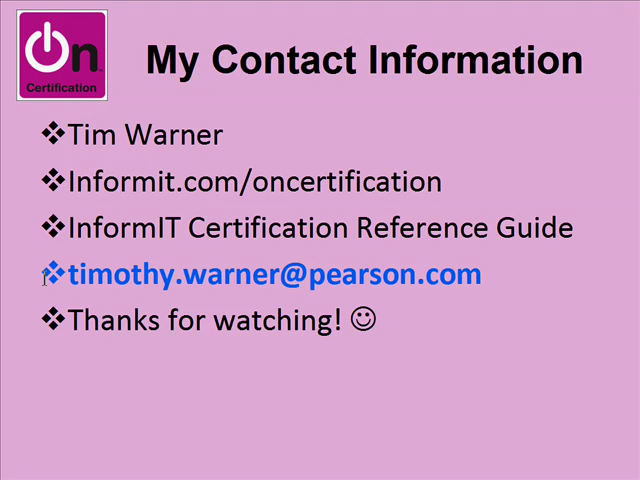 On
Certification
My Contact Information
❖Tim Warner
❖Informit.com/oncertification
❖InformIT Certification Reference Guide
❖timothy.warner@pearson.com
❖Thanks for watching! ☺